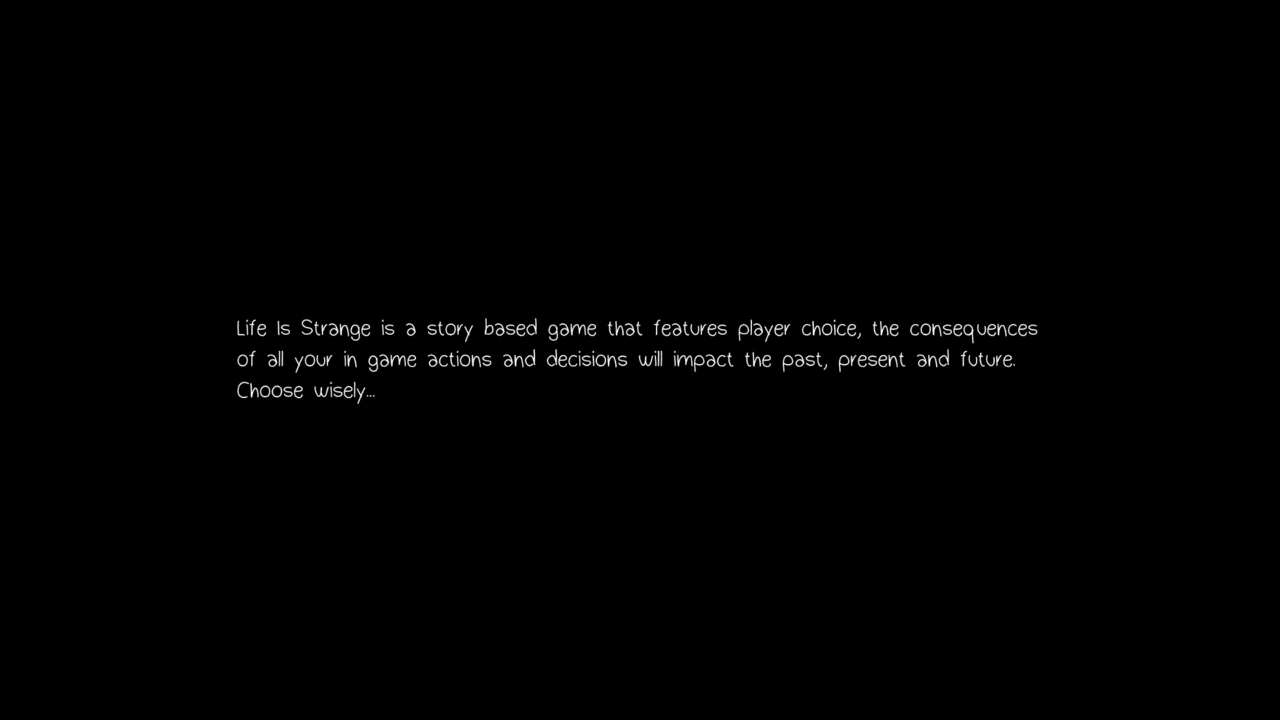 Life Is Strange is a story based game that features player choice, the consequences
of all your in game actions and decisions will impact the past, present and future.
Choose wisely...